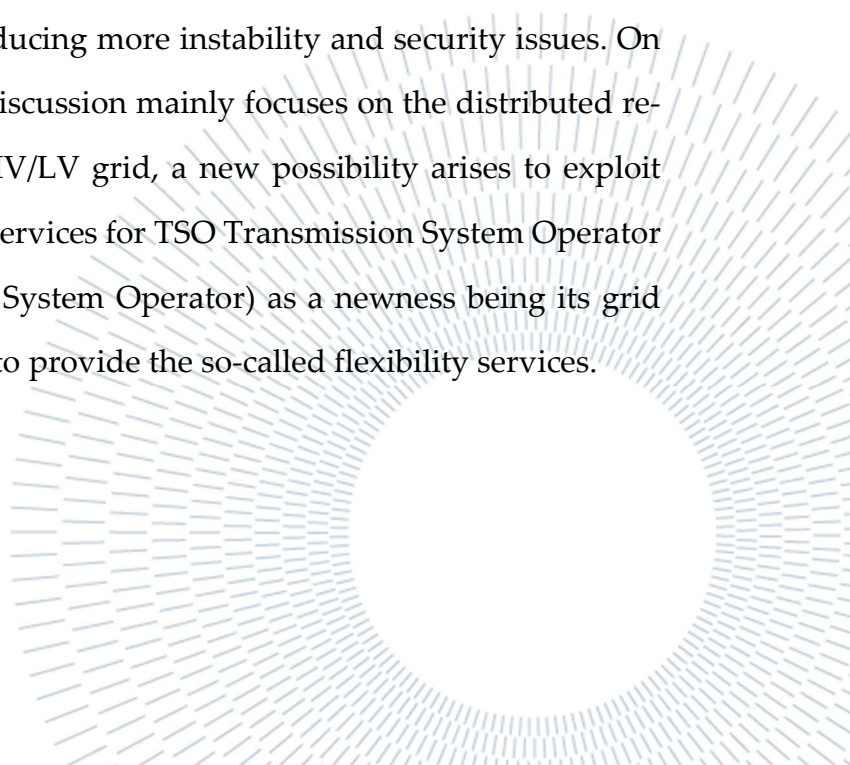 ducing more instability and security issues. On
iscussion mainly focuses on the distributed re-
V/LV grid, a new possibility arises to exploit
ervices for TSO Transmission System Operator
System Operator) as a newness being its grid
to provide the so-called flexibility services.